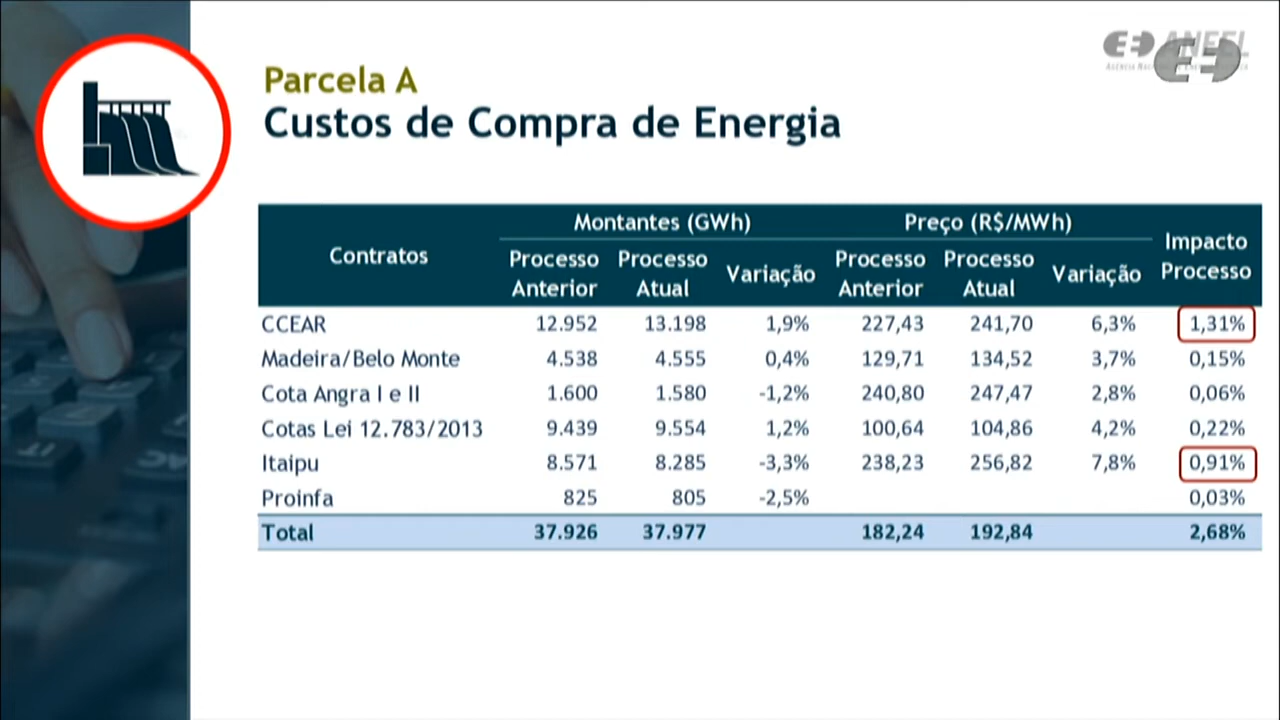 ANEEL
Parcela A
Custos de Compra de Energia
Contratos Montantes (GWh) Preço (R$/MWh) Impacto Processo
Processo Anterior Processo Atual Variação Processo Anterior Processo Atual Variação
CCEAR 12.952 13.198 1,9% 227,43 241,70 6,3% 1,31%
Madeira/Belo Monte 4.538 4.555 0,4% 129,71 134,52 3,7% 0,15%
Cota Angra I e II 1.600 1.580 -1,2% 240,80 247,47 2,8% 0,06%
Cotas Lei 12.783/2013 9.439 9.554 1,2% 100,64 104,86 4,2% 0,22%
Itaipu 8.571 8.285 -3,3% 238,23 256,82 7,8% 0,91%
Proinfa 825 805 -2,5% 0,03%
Total 37.926 37.977 182,24 192,84 2,68%